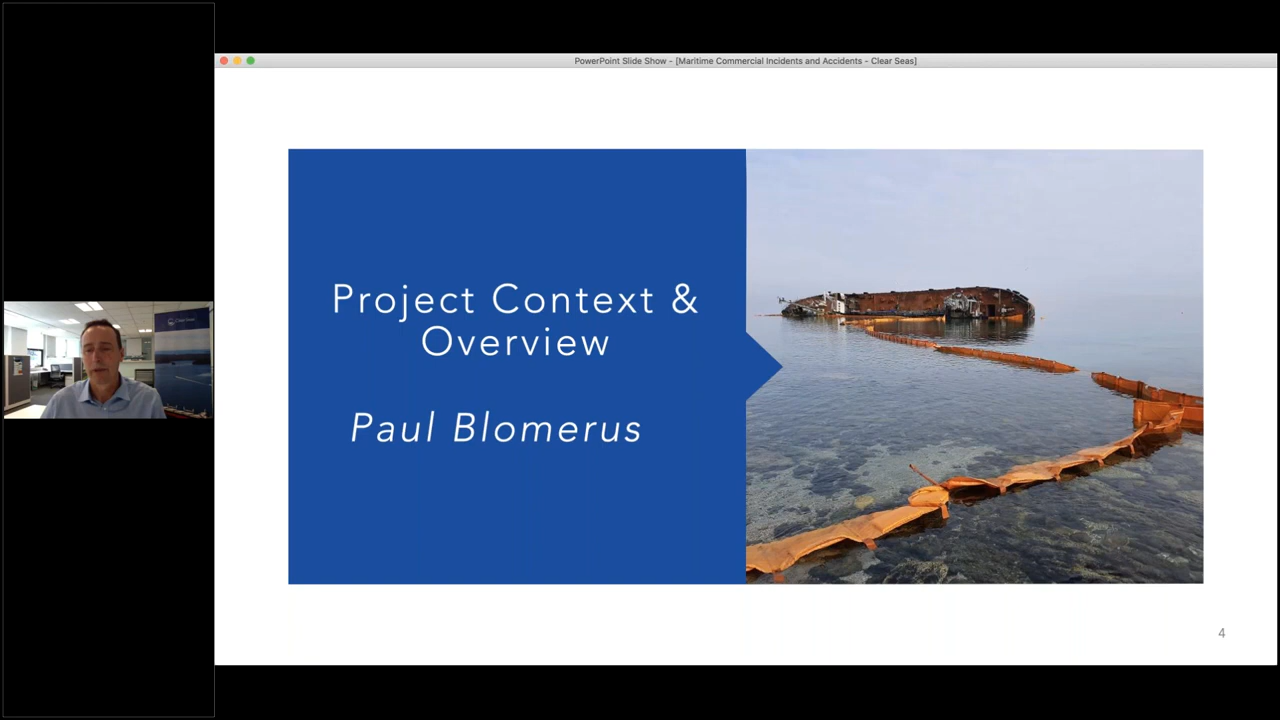 PowerPoint Slide Show - [Maritime Commercial Incidents and Accidents - Clear Seas]
Project Context &
Overview
Paul Blomerus
4